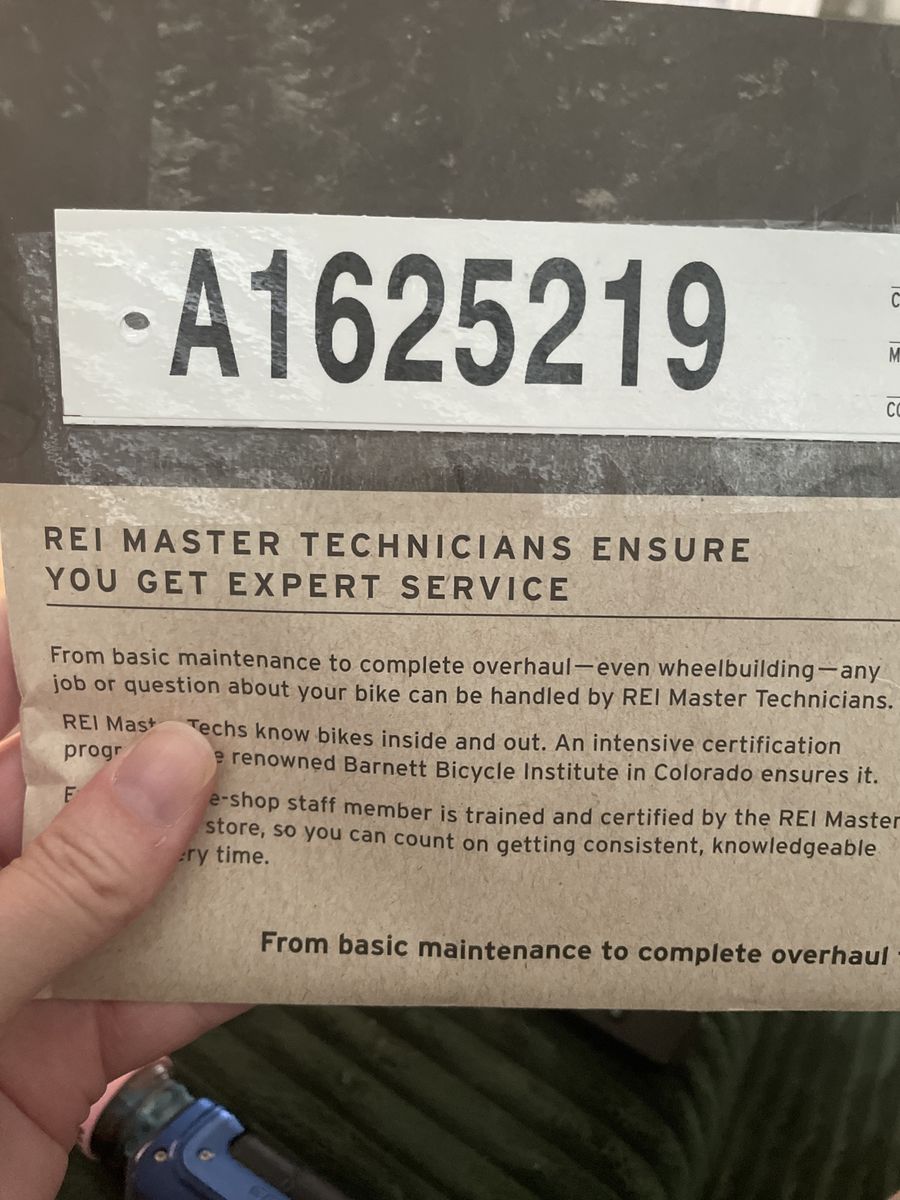 A1625219
C
M
CO
REI MASTER TECHNICIANS ENSURE
YOU GET EXPERT SERVICE
From basic maintenance to complete overhaul—even wheelbuilding—any
job or question about your bike can be handled by REI Master Technicians.
REI Techs know bikes inside and out. An intensive certification
renowned Barnett Bicycle Institute in Colorado ensures it.
e-shop staff member is trained and certified by the REI Master
store, so you can count on getting consistent, knowledgeable
time.
From basic maintenance to complete overhaul